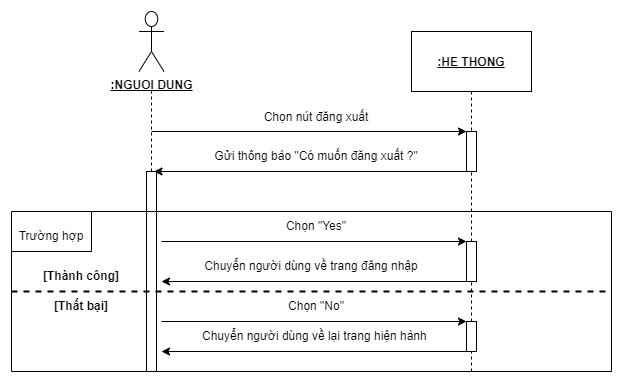 :NGUOI DUNG
:HE THONG
Chọn nút đăng xuất
Gửi thông báo "Có muốn đăng xuất ?"
Trường hợp
Chọn "Yes"
Chuyển người dùng về trang đăng nhập
[Thành công]
[Thất bại]
Chọn "No"
Chuyển người dùng về lại trang hiện hành